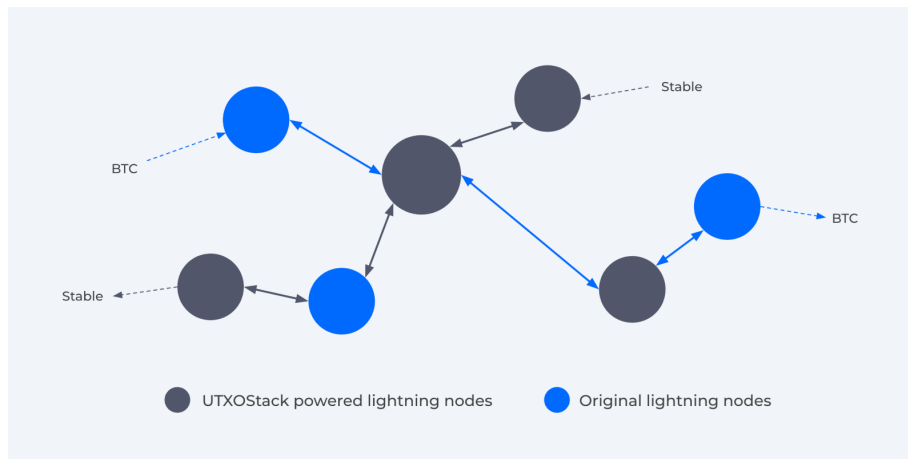 Stable
BTC
BTC
Stable
UTXOStack powered lightning nodes
Original lightning nodes